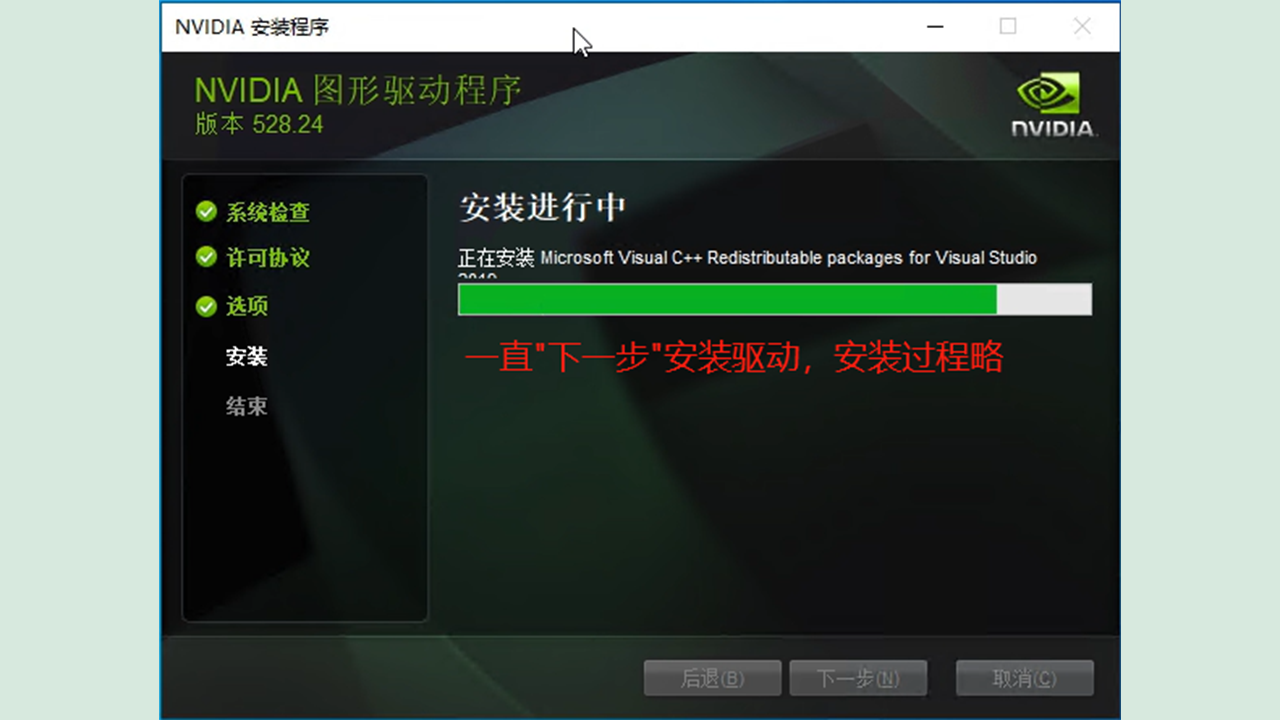 NVIDIA 安装程序
NVIDIA 图形驱动程序
版本 528.24
NVIDIA.
系统检查
许可协议
选项
安装
结束
安装进行中
正在安装 Microsoft Visual C++ Redistributable packages for Visual Studio
一直"下一步"安装驱动，安装过程略
后退(B)
下一步(N)
取消(C)